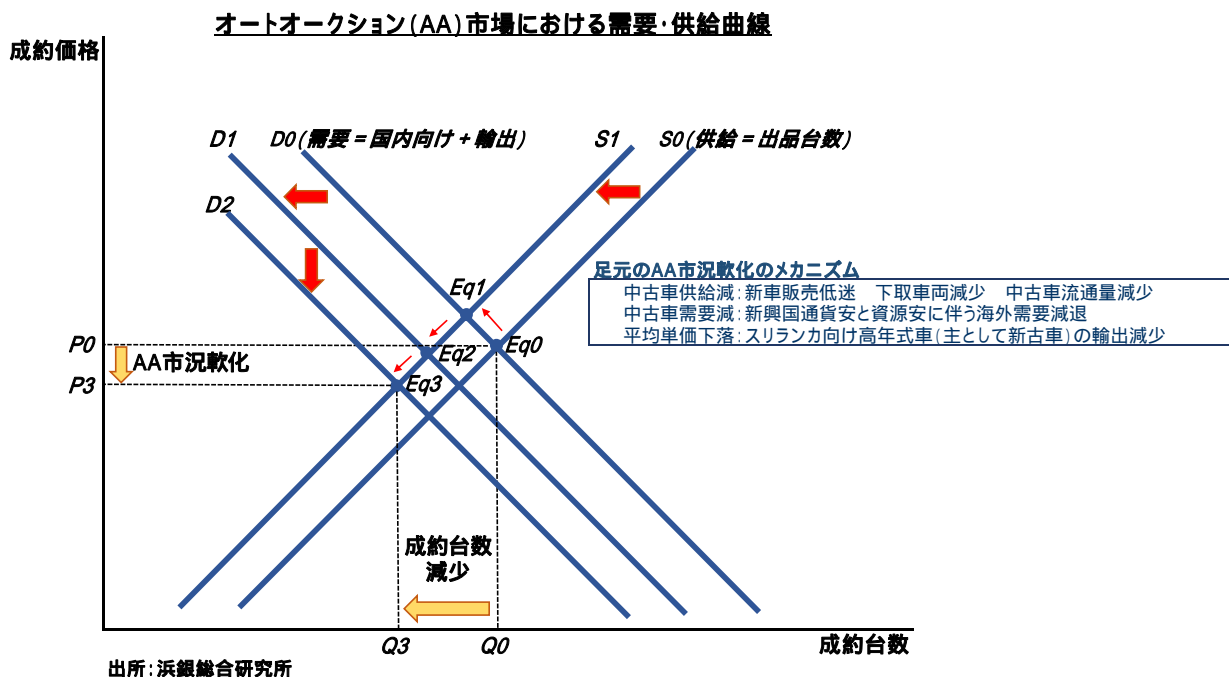 オートオークション(AA)市場における需要・供給曲線
成約価格
D1
D0(需要=国内向け+輸出)
S1
S0(供給=出品台数)
D2
足元のAA市況軟化のメカニズム
中古車供給減:新車販売低迷 下取車両減少 中古車流通量減少
中古車需要減:新興国通貨安と資源安に伴う海外需要減退
平均単価下落:スリランカ向け高年式車(主として新古車)の輸出減少
Eq1
P0
Eq0
Eq2
AA市況軟化
P3
Eq3
成約台数
減少
Q3
Q0
成約台数
出所:浜銀総合研究所